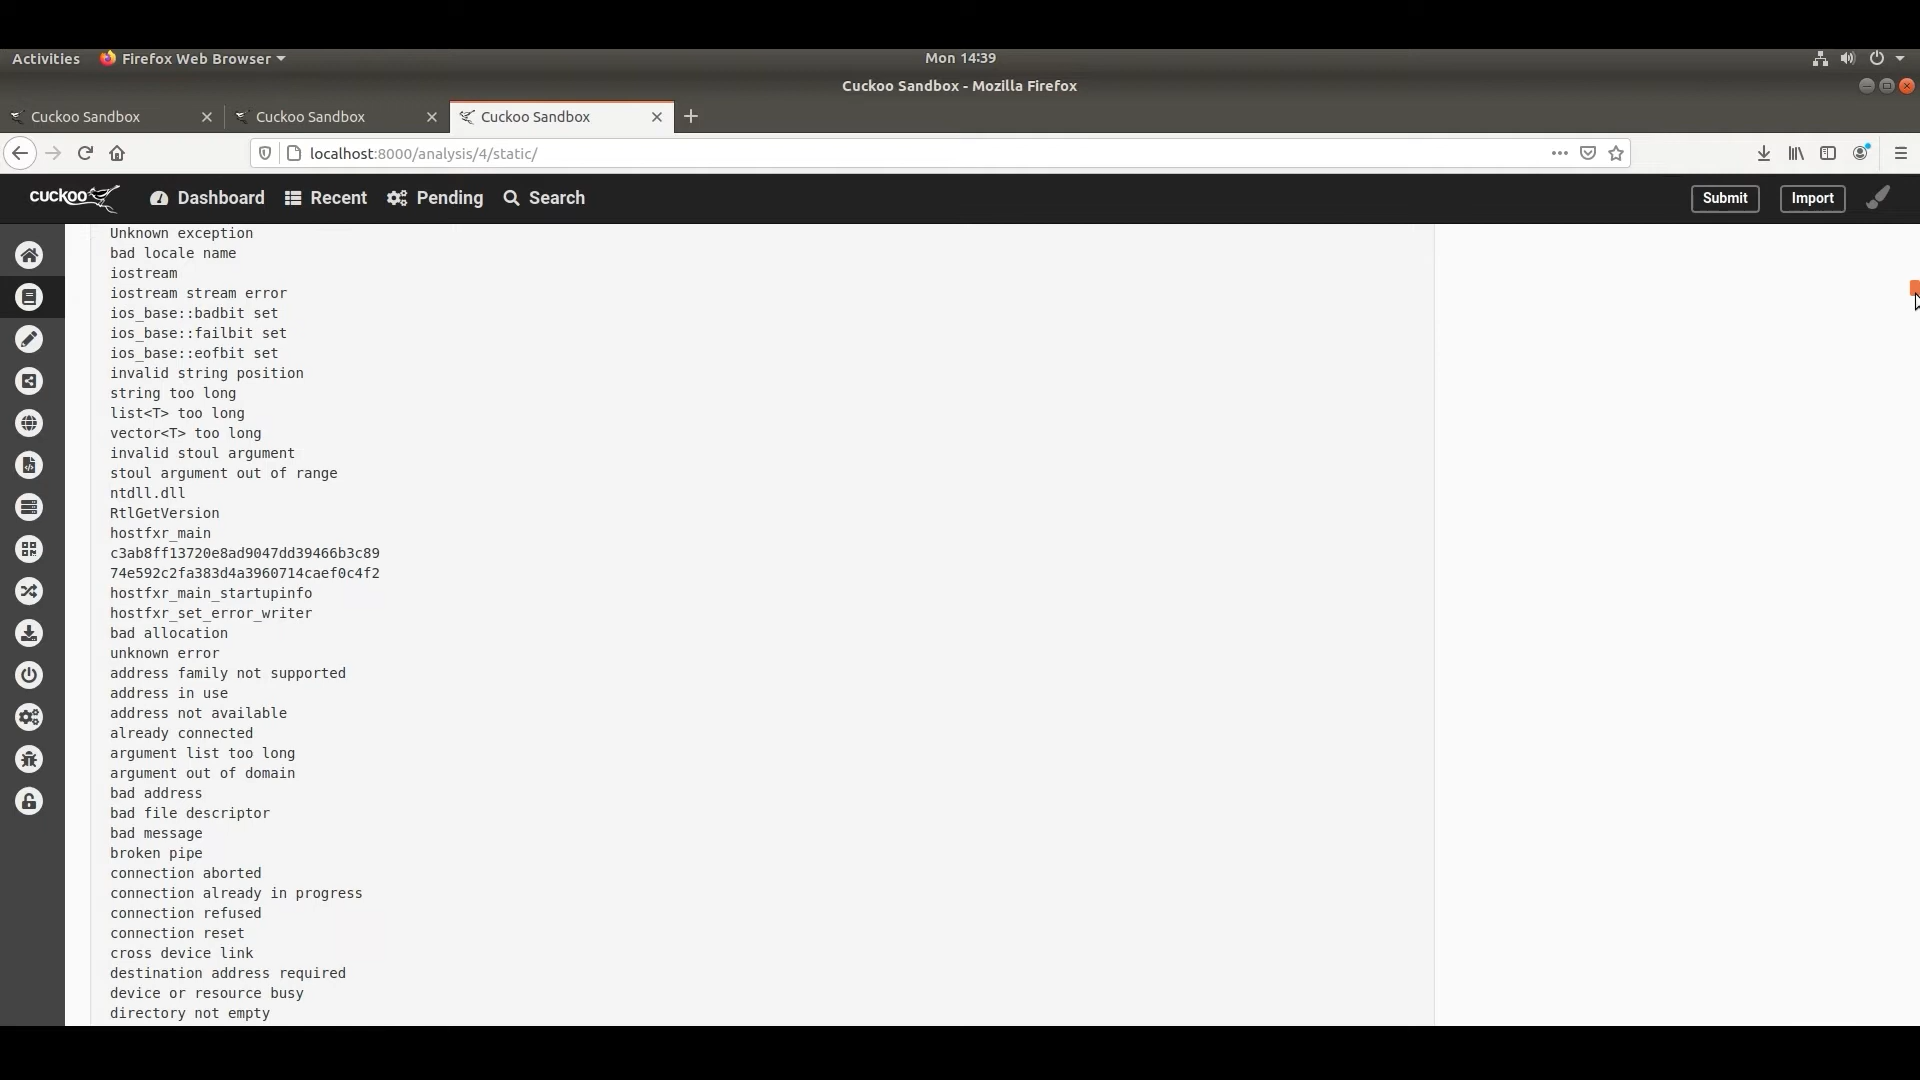 Activities Firefox Web Browser Mon 14:39
Cuckoo Sandbox - Mozilla Firefox
Cuckoo Sandbox Cuckoo Sandbox Cuckoo Sandbox
localhost:8000/analysis/4/static/
cuckoo Dashboard Recent Pending Search Submit Import
Unknown exception
bad locale name
iostream
iostream stream error
ios_base::badbit set
ios_base::failbit set
ios_base::eofbit set
invalid string position
string too long
list<T> too long
vector<T> too long
invalid stoul argument
stoul argument out of range
ntdll.dll
RtlGetVersion
hostfxr_main
c3ab8ff13720e8ad9047dd39466b3c89
74e592c2fa383d4a3960714caef0c4f2
hostfxr_main_startupinfo
hostfxr_set_error_writer
bad allocation
unknown error
address family not supported
address in use
address not available
already connected
argument list too long
argument out of domain
bad address
bad file descriptor
bad message
broken pipe
connection aborted
connection already in progress
connection refused
connection reset
cross device link
destination address required
device or resource busy
directory not empty